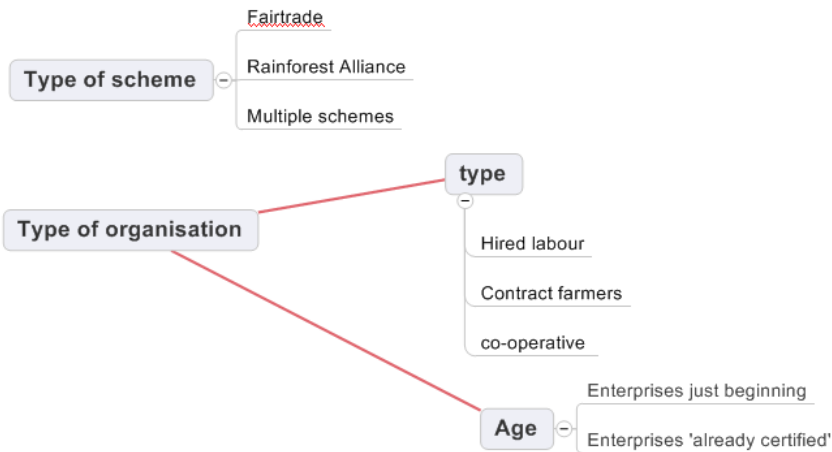 Fairtrade
Type of scheme
Rainforest Alliance
Multiple schemes
type
Type of organisation
Hired labour
Contract farmers
co-operative
Enterprises just beginning
Age
Enterprises 'already certified'